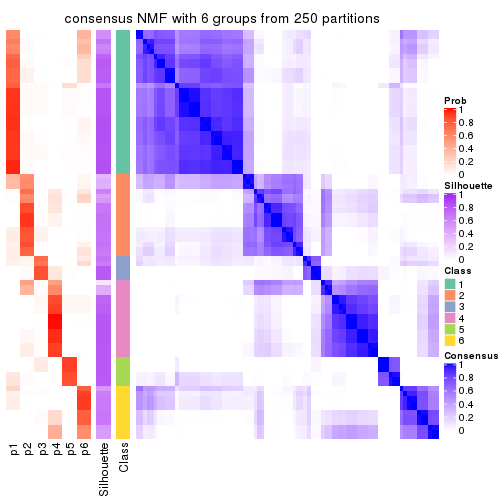 consensus NMF with 6 groups from 250 partitions
Prob
1
0.8
0.6
0.4
0.2
0
Silhouette
1
0.8
0.6
0.4
0.2
0
Class
1
2
3
4
5
6
Consensus
1
0.8
0.6
0.4
0.2
0
p1
p2
p3
p4
p5
p6
Silhouette
Class